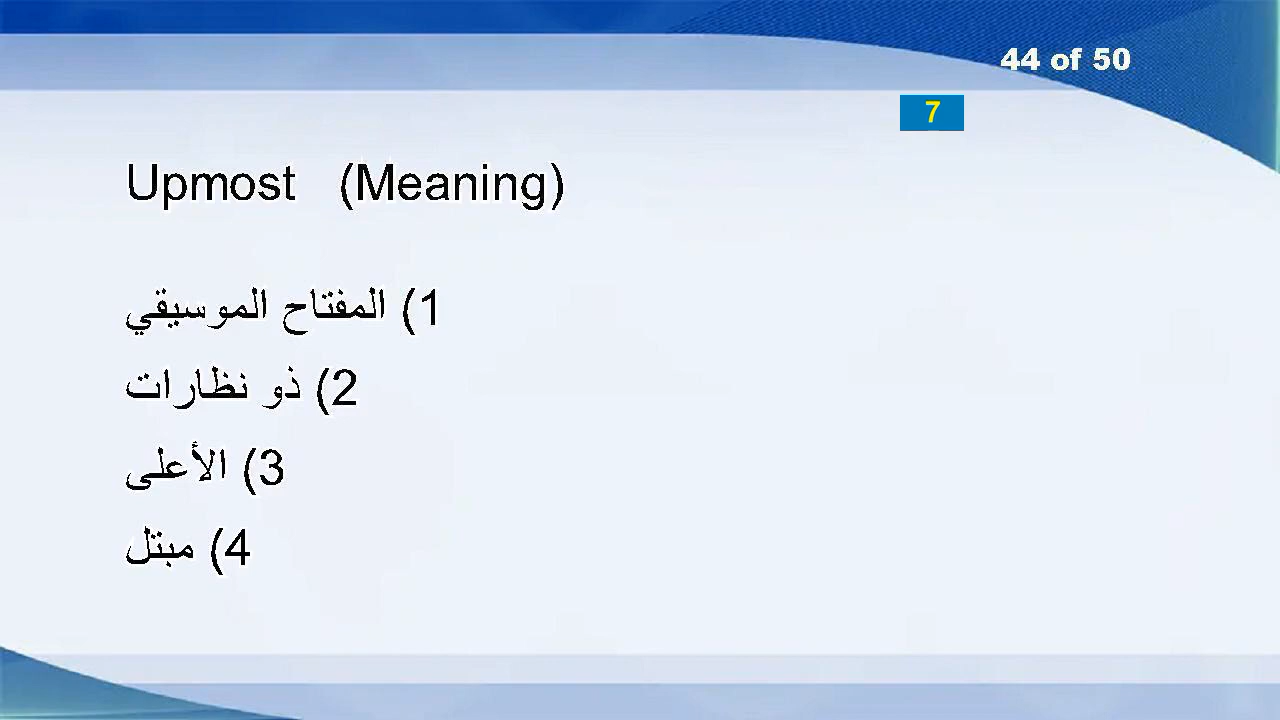 44 of 50
7
Upmost (Meaning)
1) المفتاح الموسيقي
2) ذو نظارات
3) الأعلى
4) مبتل